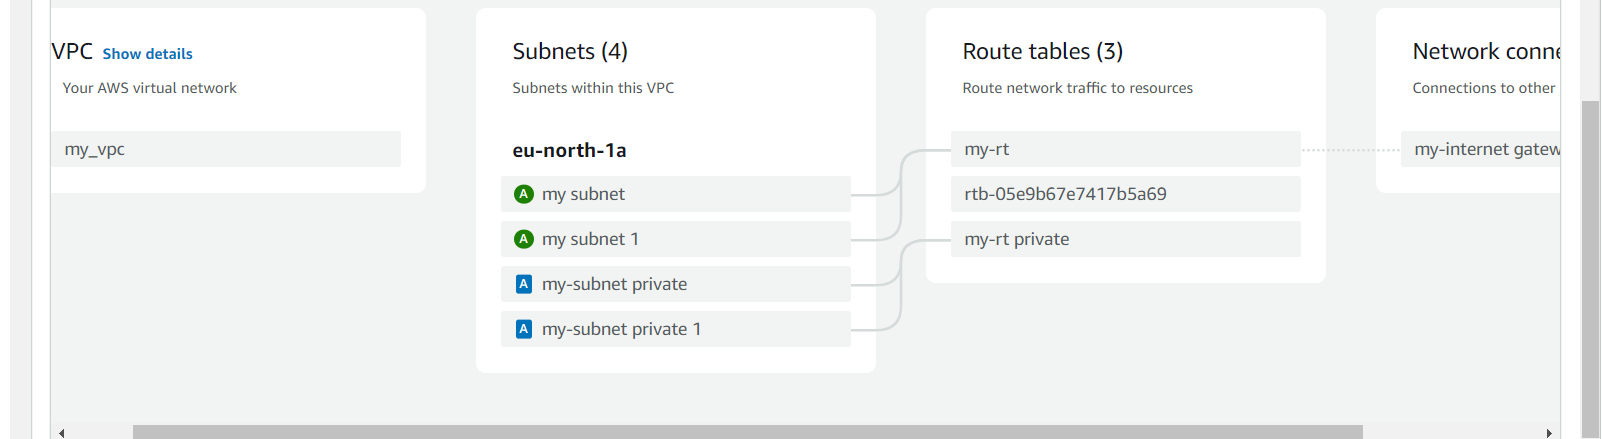 VPC Show details
Your AWS virtual network
my_vpc
Subnets (4)
Subnets within this VPC
eu-north-1a
A my subnet
A my subnet 1
A my-subnet private
A my-subnet private 1
Route tables (3)
Route network traffic to resources
my-rt
rtb-05e9b67e7417b5a69
my-rt private
Network conne
Connections to other
my-internet gatew